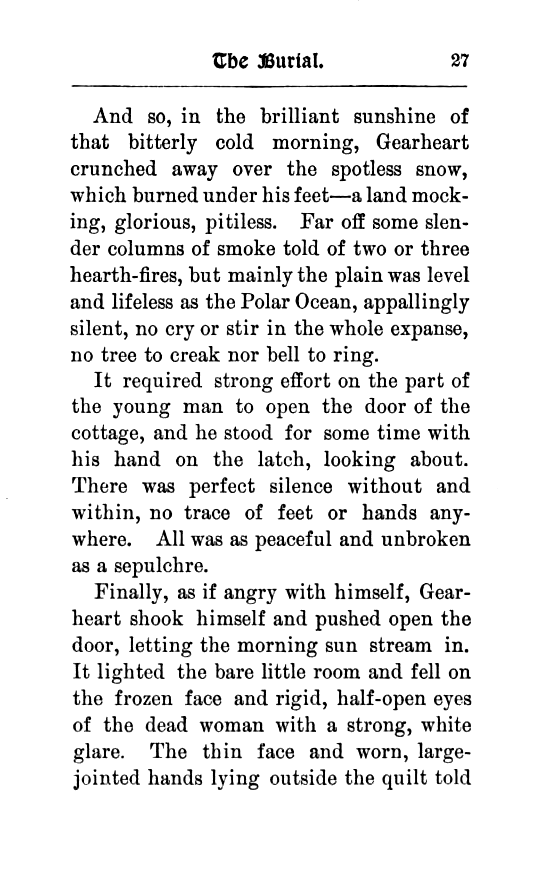 The Burial. 27
And so, in the brilliant sunshine of
that bitterly cold morning, Gearheart
crunched away over the spotless snow,
which burned under his feet—a land mock-
ing, glorious, pitiless. Far off some slen-
der columns of smoke told of two or three
hearth-fires, but mainly the plain was level
and lifeless as the Polar Ocean, appallingly
silent, no cry or stir in the whole expanse,
no tree to creak nor bell to ring.
It required strong effort on the part of
the young man to open the door of the
cottage, and he stood for some time with
his hand on the latch, looking about.
There was perfect silence without and
within, no trace of feet or hands any-
where. All was as peaceful and unbroken
as a sepulchre.
Finally, as if angry with himself, Gear-
heart shook himself and pushed open the
door, letting the morning sun stream in.
It lighted the bare little room and fell on
the frozen face and rigid, half-open eyes
of the dead woman with a strong, white
glare. The thin face and worn, large-
jointed hands lying outside the quilt told